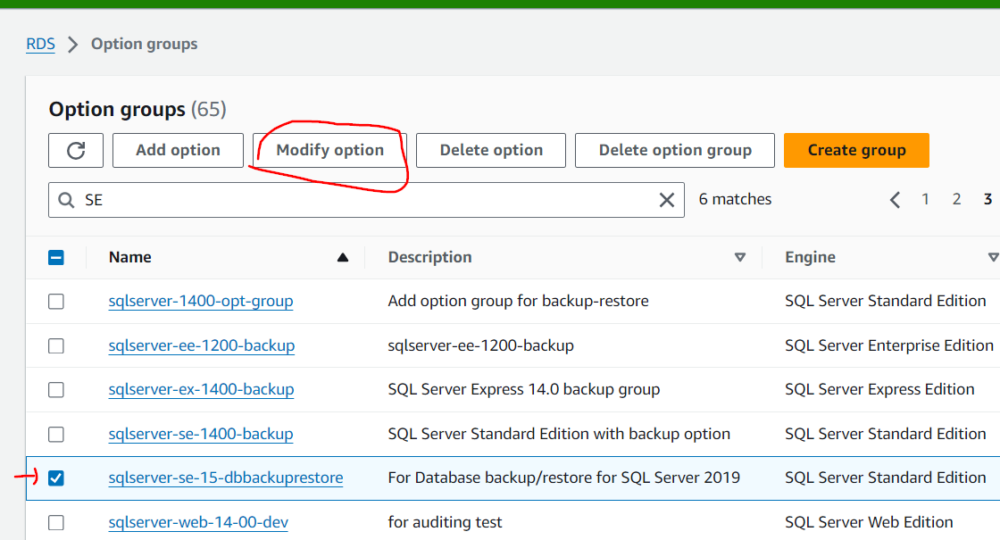 RDS > Option groups
Option groups (65)
Add option Modify option Delete option Delete option group Create group
SE 6 matches 1 2 3
Name Description Engine
sqlserver-1400-opt-group Add option group for backup-restore SQL Server Standard Edition
sqlserver-ee-1200-backup sqlserver-ee-1200-backup SQL Server Enterprise Edition
sqlserver-ex-1400-backup SQL Server Express 14.0 backup group SQL Server Express Edition
sqlserver-se-1400-backup SQL Server Standard Edition with backup option SQL Server Standard Edition
sqlserver-se-15-dbbackuprestore For Database backup/restore for SQL Server 2019 SQL Server Standard Edition
sqlserver-web-14-00-dev for auditing test SQL Server Web Edition